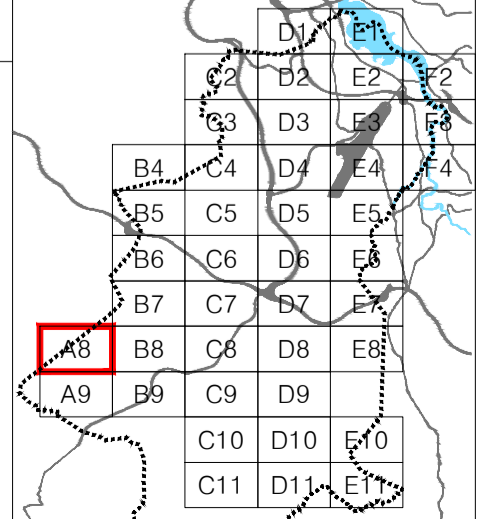 D1 E1
C2 D2 E2 F2
C3 D3 E3 F3
B4 C4 D4 E4 F4
B5 C5 D5 E5
B6 C6 D6 E6
B7 C7 D7 E7
A8 B8 C8 D8 E8
A9 B9 C9 D9
C10 D10 E10
C11 D11 E11